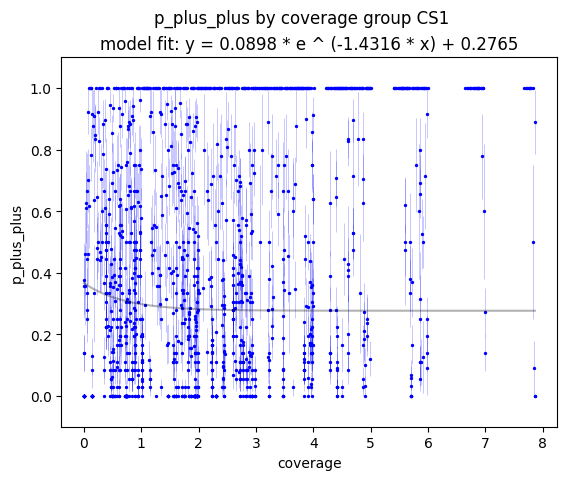 p_plus_plus by coverage group CS1
model fit: y = 0.0898 * e ^ (-1.4316 * x) + 0.2765
1.0
0.8
0.6
0.4
0.2
0.0
p_plus_plus
0 1 2 3 4 5 6 7 8
coverage